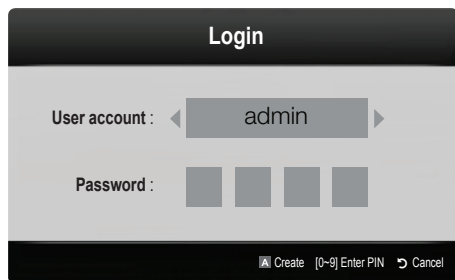 Login
User account : admin
Password :
A Create [0~9] Enter PIN Cancel